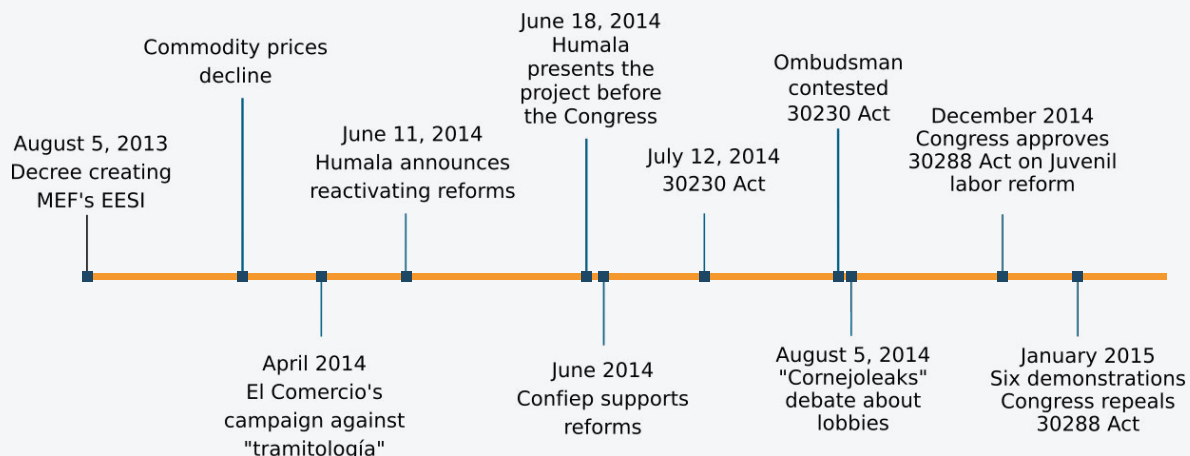 August 5, 2013
Decree creating
MEF's EESI
Commodity prices
decline
April 2014
El Comercio's
campaign against
"tramitología"
June 11, 2014
Humala announces
reactivating reforms
June 18, 2014
Humala
presents the
project before
the Congress
June 2014
Confiep supports
reforms
July 12, 2014
30230 Act
Ombudsman
contested
30230 Act
August 5, 2014
"Cornejoleaks"
debate about
lobbies
December 2014
Congress approves
30288 Act on Juvenil
labor reform
January 2015
Six demonstrations
Congress repeals
30288 Act